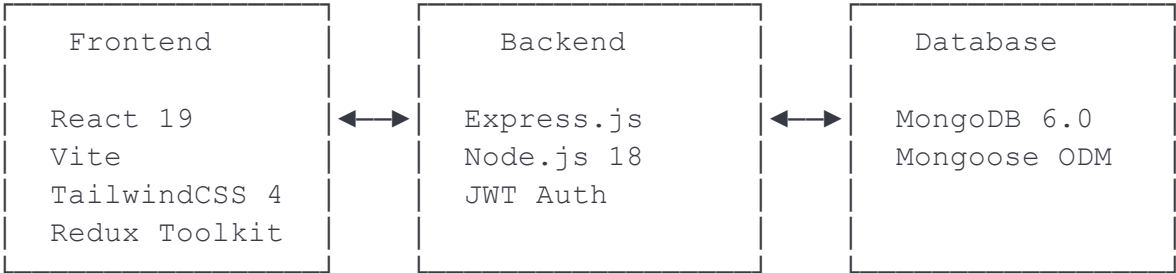 Frontend
React 19
Vite
TailwindCSS 4
Redux Toolkit
Backend
Express.js
Node.js 18
JWT Auth
Database
MongoDB 6.0
Mongoose ODM